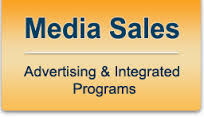 Media Sales
Advertising & Integrated
Programs